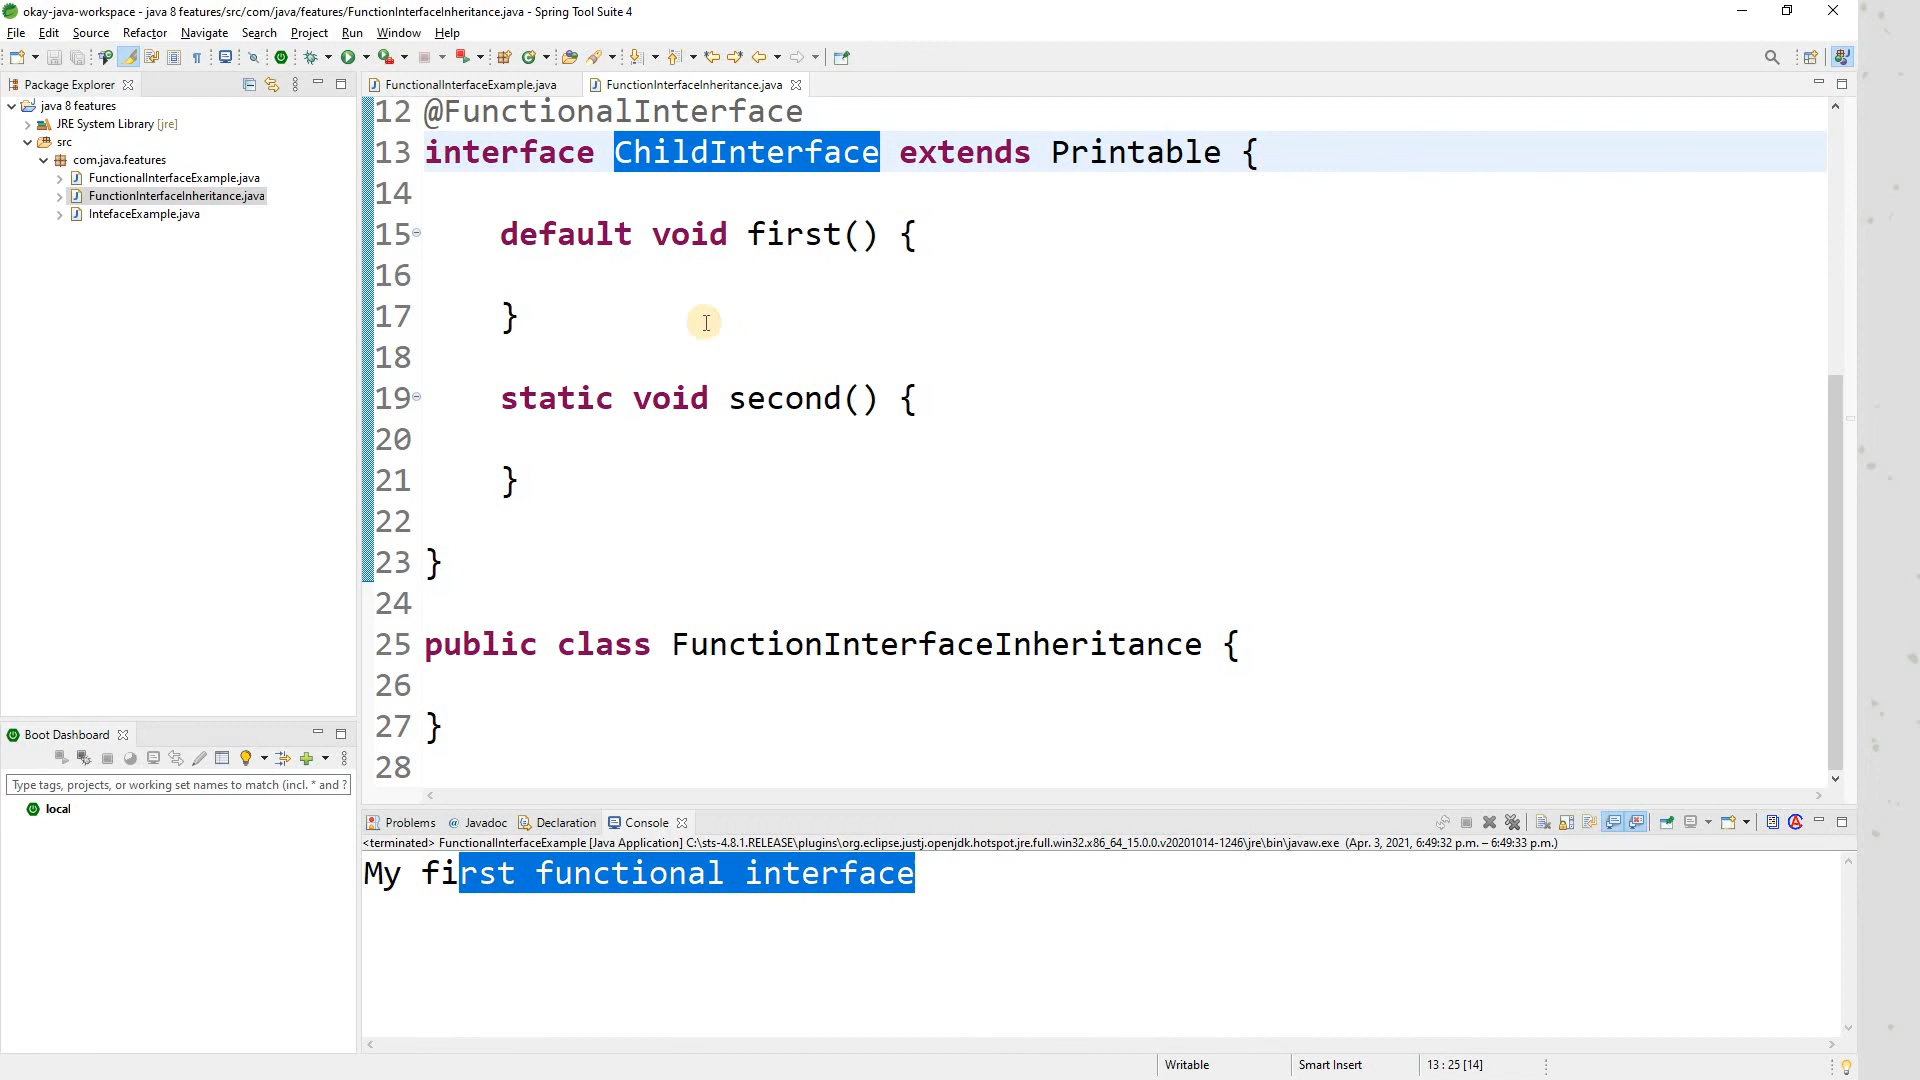 okay-java-workspace - java 8 features/src/com/java/features/FunctionInterfaceInheritance.java - Spring Tool Suite 4
File Edit Source Refactor Navigate Search Project Run Window Help
Package Explorer
java 8 features
JRE System Library [jre]
src
com.java.features
FunctionalInterfaceExample.java
FunctionInterfaceInheritance.java
IntefaceExample.java
FunctionalInterfaceExample.java FunctionInterfaceInheritance.java
12 @FunctionalInterface
13 interface ChildInterface extends Printable {
14
15 default void first() {
16
17 }
18
19 static void second() {
20
21 }
22
23 }
24
25 public class FunctionInterfaceInheritance {
26
27 }
28
Boot Dashboard
Type tags, projects, or working set names to match (incl. * and ?
local
Problems Javadoc Declaration Console
<terminated> FunctionalInterfaceExample [Java Application] C:\sts-4.8.1.RELEASE\plugins\org.eclipse.justj.openjdk.hotspot.jre.full.win32.x86_64_15.0.0.v20201014-1246\jre\bin\javaw.exe (Apr. 3, 2021, 6:49:32 p.m. – 6:49:33 p.m.)
My first functional interface
Writable Smart Insert 13 : 25 [14]